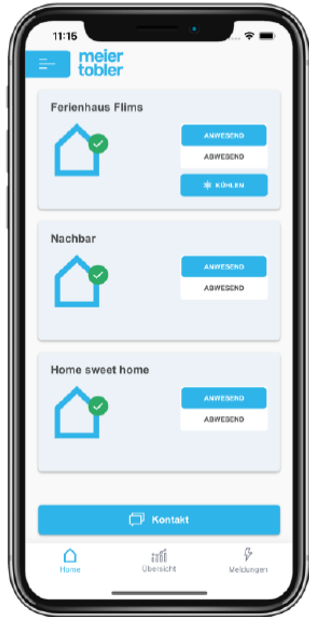 11:15
meier
tobler
Ferienhaus Flims
ANWESEND
ABWESEND
KÜHLEN
Nachbar
ANWESEND
ABWESEND
Home sweet home
ANWESEND
ABWESEND
Kontakt
Home
Übersicht
Meldungen